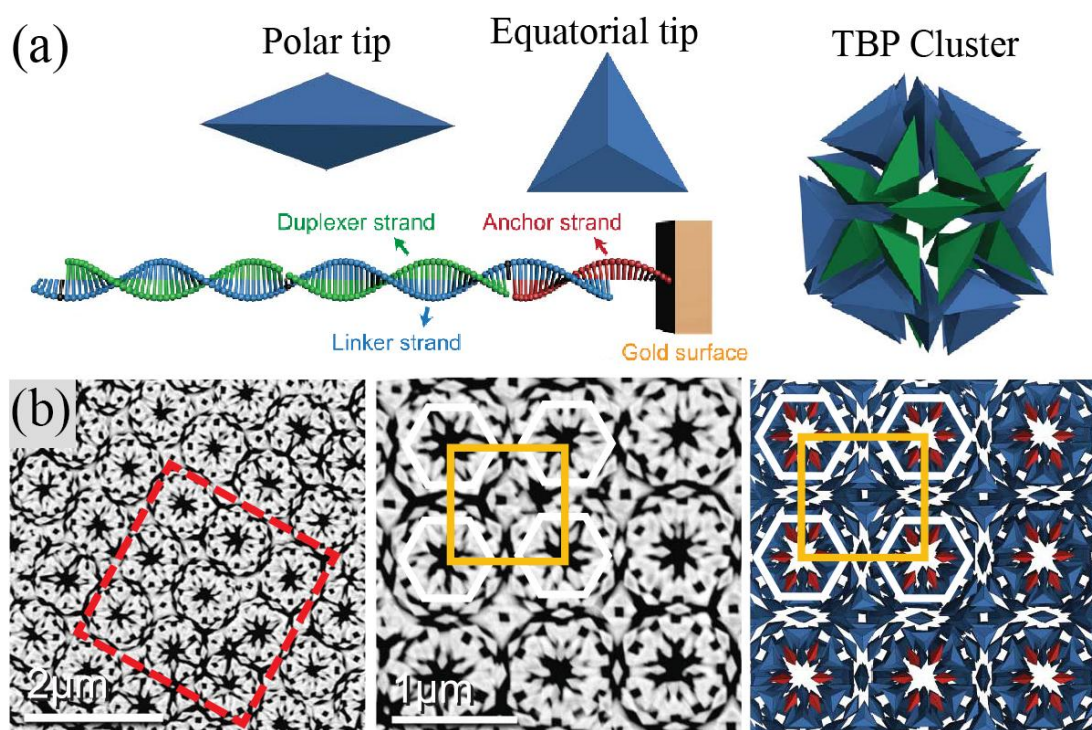 (a)
Polar tip
Equatorial tip
TBP Cluster
Duplexer strand
Anchor strand
Linker strand
Gold surface
(b)
2μm
1μm